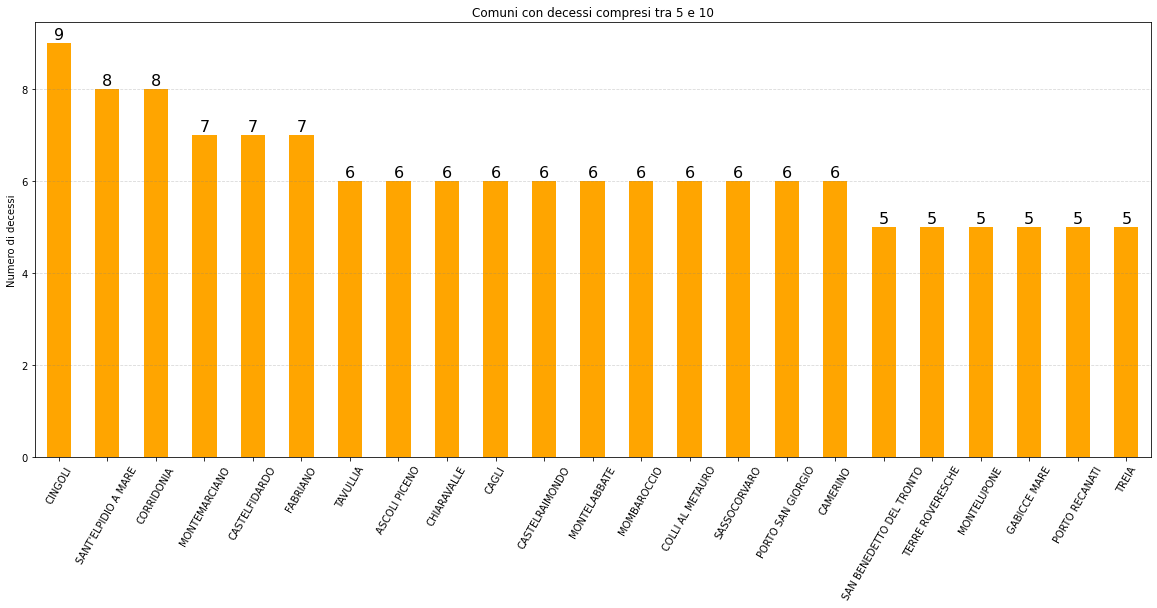 Comuni con decessi compresi tra 5 e 10
Numero di decessi
8
6
4
2
0
9
8
8
7
7
7
6
6
6
6
6
6
6
6
6
6
6
5
5
5
5
5
5
CINGOLI
SANT'ELPIDIO A MARE
CORRIDONIA
MONTEMARCIANO
CASTELFIDARDO
FABRIANO
TAVULLIA
ASCOLI PICENO
CHIARAVALLE
CAGLI
CASTELRAIMONDO
MONTELABBATE
MOMBAROCCIO
COLLI AL METAURO
SASSOCORVARO
PORTO SAN GIORGIO
CAMERINO
SAN BENEDETTO DEL TRONTO
TERRE ROVERESCHE
MONTELUPONE
GABICCE MARE
PORTO RECANATI
TREIA